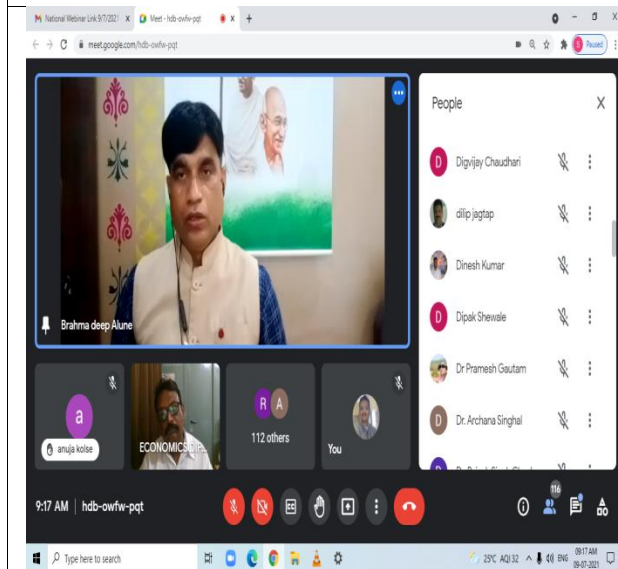 National Webinar Link 9/7/2021
Meet - hdb-owfw-pqt
meet.google.com/hdb-owfw-pqt
Paused
People
Digvijay Chaudhari
dilip jagtap
Dinesh Kumar
Dipak Shewale
Dr Pramesh Gautam
Dr. Archana Singhal
Brahma deep Alune
a
anuja kolse
ECONOMICS
R A
112 others
You
D
D
D
9:17 AM | hdb-owfw-pqt
116
Type here to search
25°C AQI 32
ENG
09:17 AM
09-07-2021